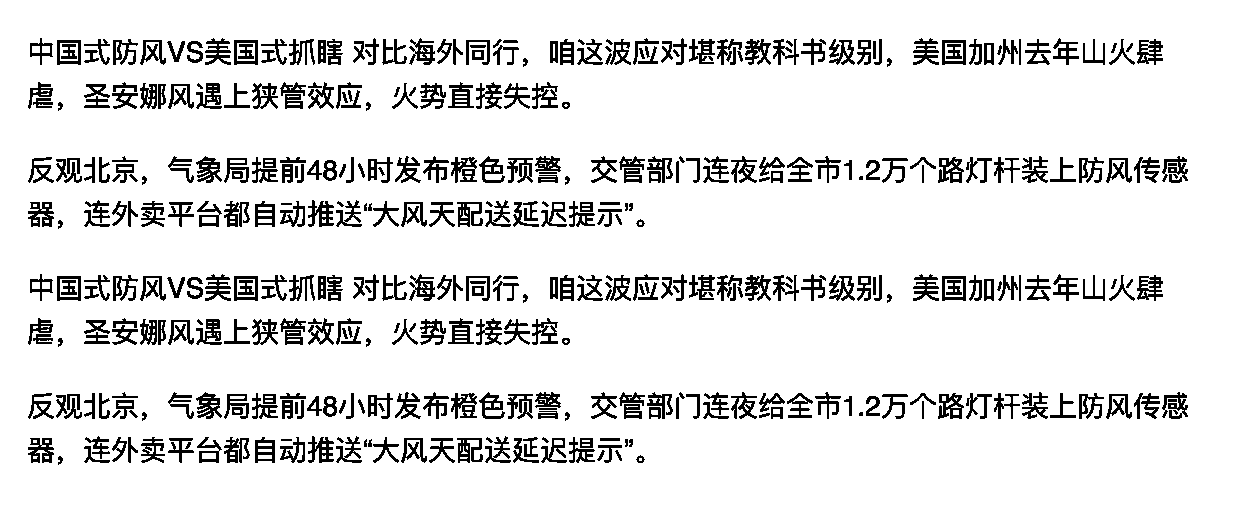 中国式防风VS美国式抓瞎 对比海外同行，咱这波应对堪称教科书级别，美国加州去年山火肆
虐，圣安娜风遇上狭管效应，火势直接失控。
反观北京，气象局提前48小时发布橙色预警，交管部门连夜给全市1.2万个路灯杆装上防风传感
器，连外卖平台都自动推送“大风天配送延迟提示”。
中国式防风VS美国式抓瞎 对比海外同行，咱这波应对堪称教科书级别，美国加州去年山火肆
虐，圣安娜风遇上狭管效应，火势直接失控。
反观北京，气象局提前48小时发布橙色预警，交管部门连夜给全市1.2万个路灯杆装上防风传感
器，连外卖平台都自动推送“大风天配送延迟提示”。